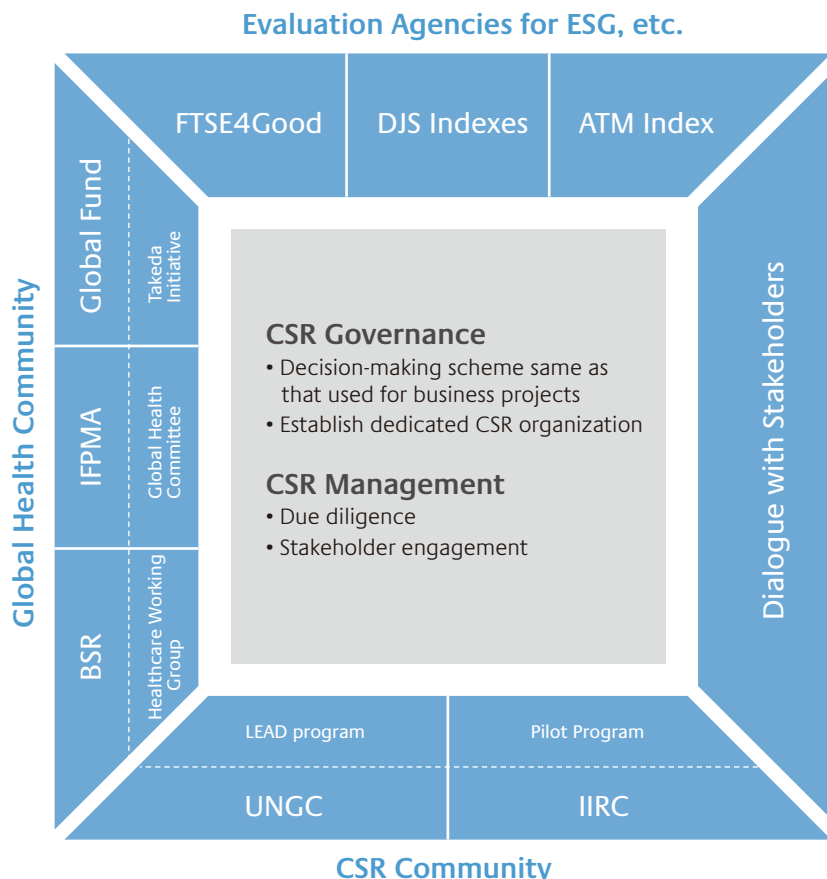 Evaluation Agencies for ESG, etc.
FTSE4Good
DJS Indexes
ATM Index
Global Health Community
Global Fund
Takeda
Initiative
IFPMA
Global Health
Committee
BSR
Healthcare Working
Group
CSR Governance
• Decision-making scheme same as
that used for business projects
• Establish dedicated CSR organization
CSR Management
• Due diligence
• Stakeholder engagement
Dialogue with Stakeholders
LEAD program
Pilot Program
UNGC
IIRC
CSR Community